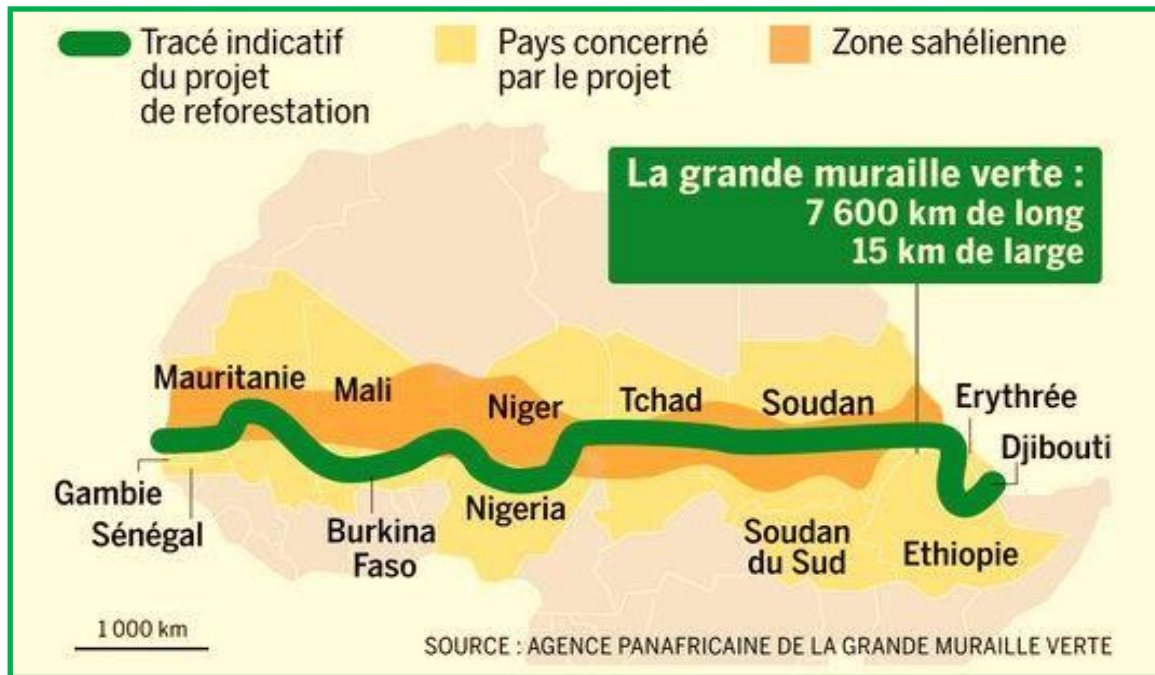 Tracé indicatif
du projet
de reforestation
Pays concerné
par le projet
Zone sahélienne
La grande muraille verte :
7 600 km de long
15 km de large
Mauritanie
Mali
Niger
Tchad
Soudan
Erythrée
Djibouti
Gambie
Sénégal
Burkina
Faso
Nigeria
Soudan
du Sud
Ethiopie
1 000 km
SOURCE : AGENCE PANAFRICAINE DE LA GRANDE MURAILLE VERTE